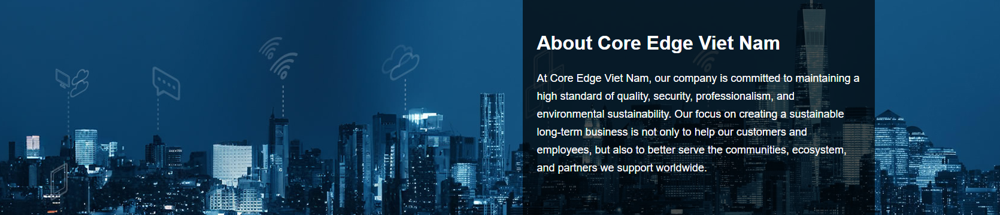 About Core Edge Viet Nam
At Core Edge Viet Nam, our company is committed to maintaining a
high standard of quality, security, professionalism, and
environmental sustainability. Our focus on creating a sustainable
long-term business is not only to help our customers and
employees, but also to better serve the communities, ecosystem,
and partners we support worldwide.